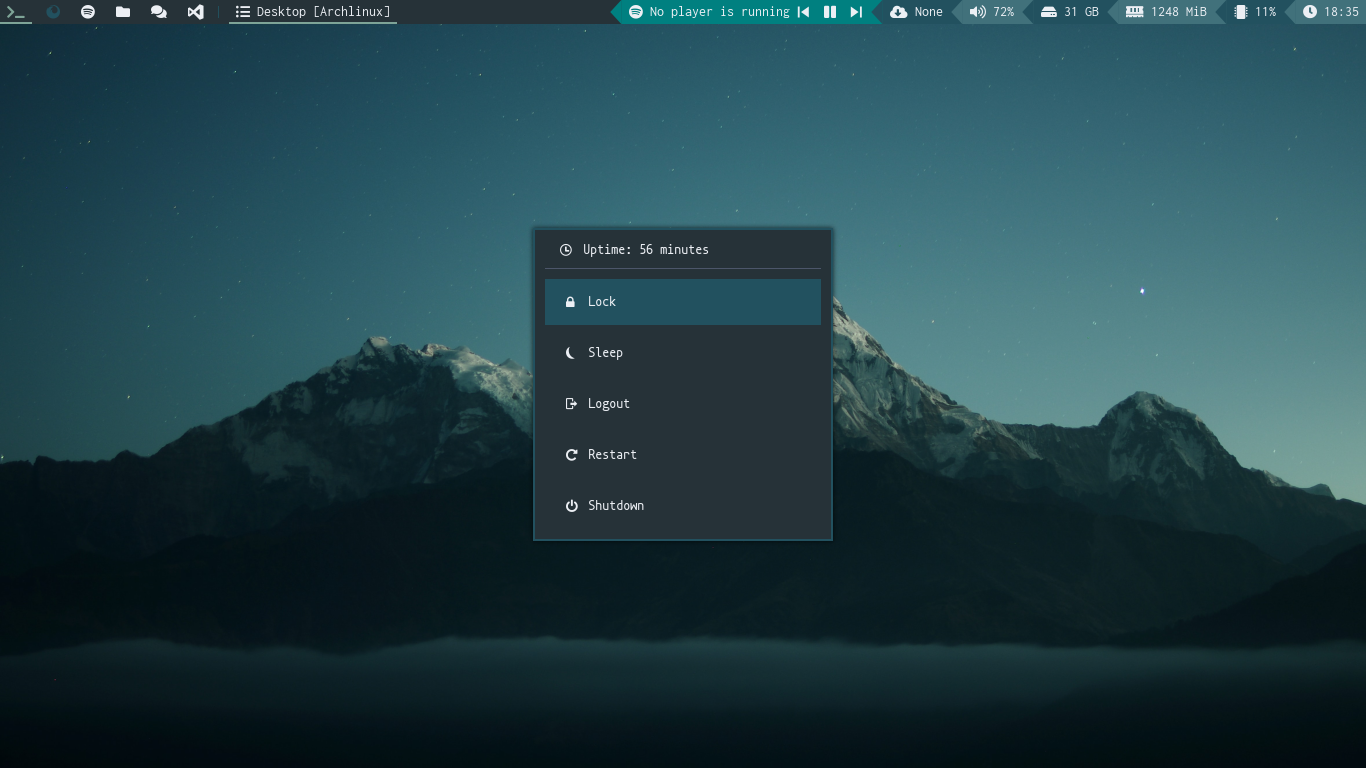 Desktop [Archlinux]
No player is running
None
72%
31 GB
1248 MiB
11%
18:35
Uptime: 56 minutes
Lock
Sleep
Logout
Restart
Shutdown